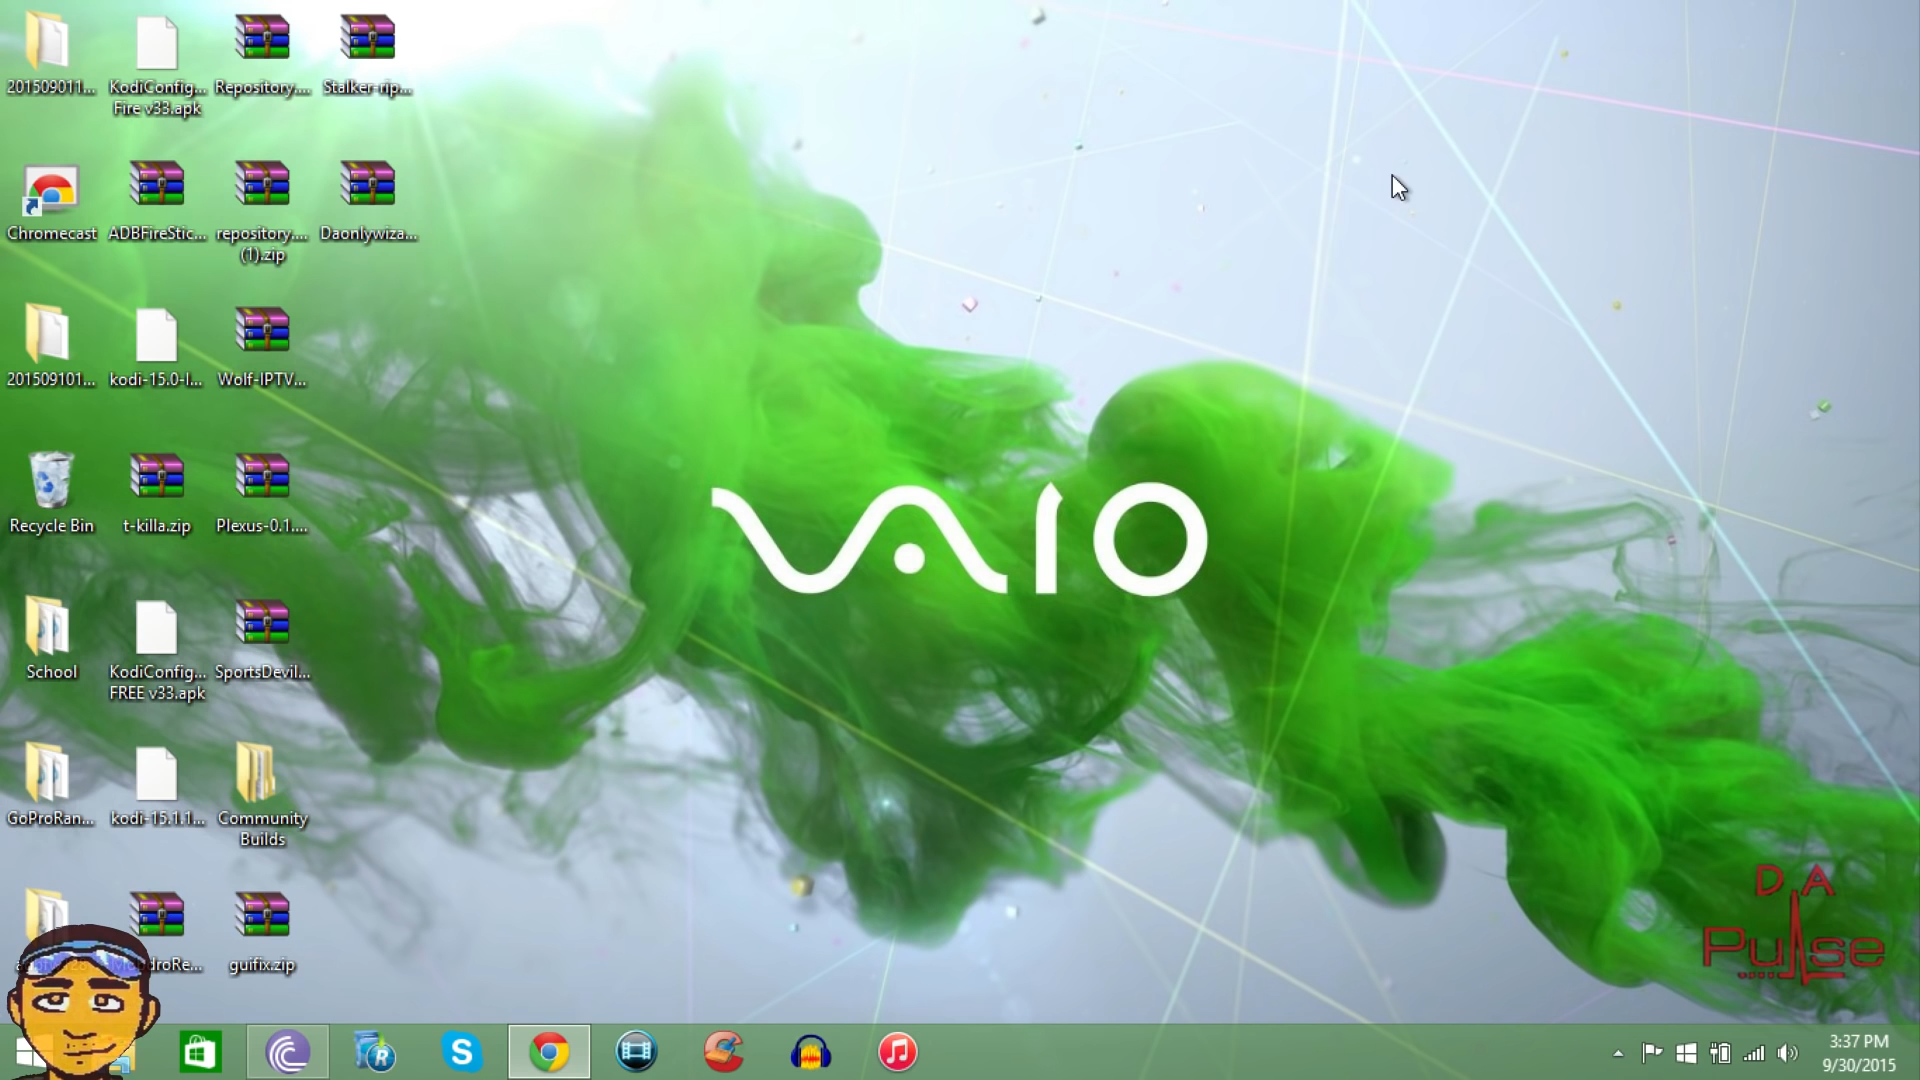 201509011...
KodiConfig...
Fire v33.apk
Repository....
Stalker-rip...
Chromecast
ADBFireStic...
repository....
(1).zip
Daonlywiza...
201509101...
kodi-15.0-I...
Wolf-IPTV...
Recycle Bin
t-killa.zip
Plexus-0.1....
School
KodiConfig...
FREE v33.apk
SportsDevil...
GoProRan...
kodi-15.1.1...
Community
Builds
guifix.zip
VAIO
DA
Pulse
3:37 PM
9/30/2015